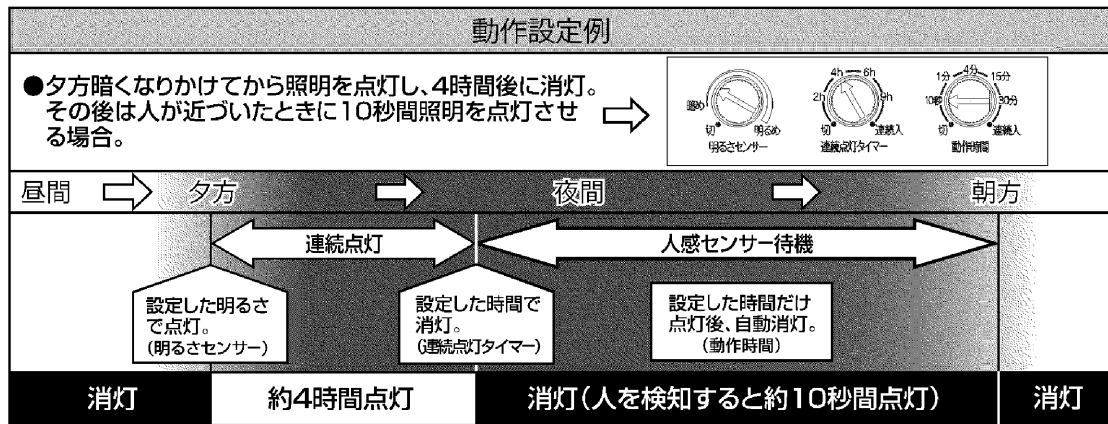 動作設定例
●夕方暗くなりかけてから照明を点灯し、4時間後に消灯。
その後は人が近づいたときに10秒間照明を点灯させ
る場合。
暗め
切
明るめ
明るさセンサー
2h
4h
6h
8h
切
連続入
連続点灯タイマー
10秒
1分
4分
15分
30分
切
連続入
動作時間
昼間
夕方
夜間
朝方
連続点灯
人感センサー待機
設定した明るさ
で点灯。
(明るさセンサー)
設定した時間で
消灯。
(連続点灯タイマー)
設定した時間だけ
点灯後、自動消灯。
(動作時間)
消灯
約4時間点灯
消灯(人を検知すると約10秒間点灯)
消灯